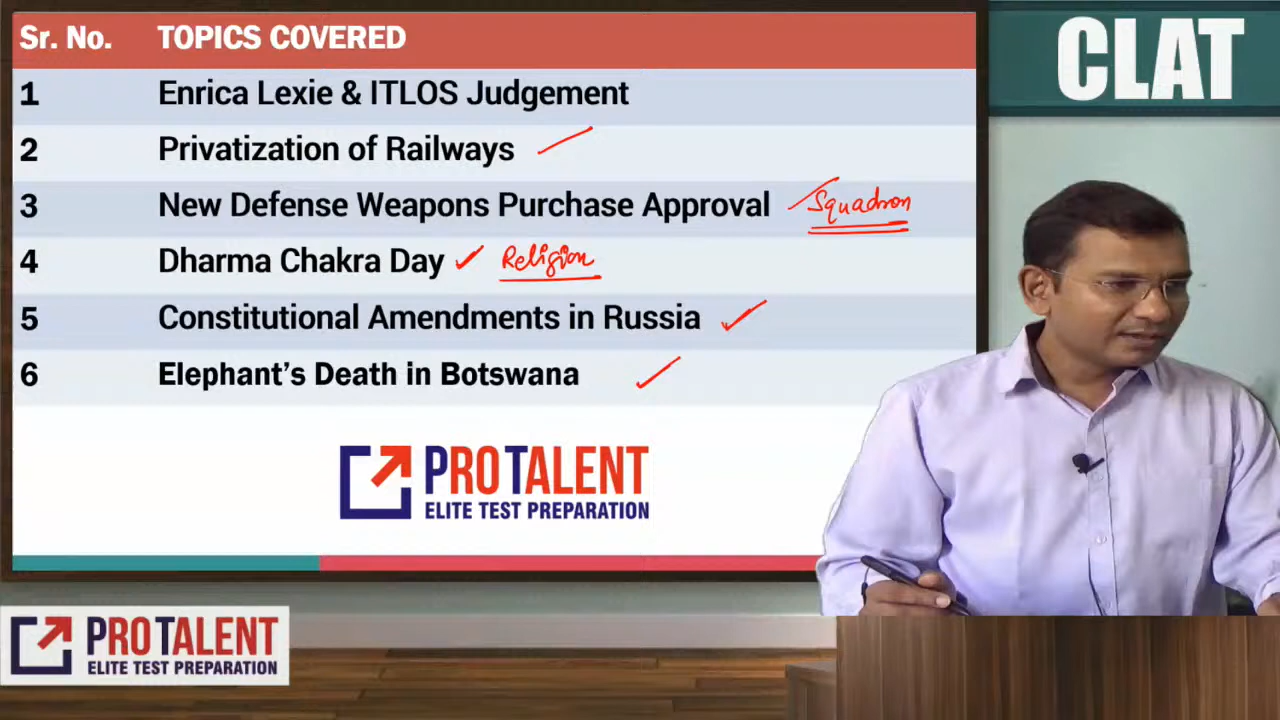 Sr. No. TOPICS COVERED
CLAT
1 Enrica Lexie & ITLOS Judgement
2 Privatization of Railways
3 New Defense Weapons Purchase Approval Squadron
4 Dharma Chakra Day Religion
5 Constitutional Amendments in Russia
6 Elephant's Death in Botswana
PROTALENT
ELITE TEST PREPARATION
PROTALENT
ELITE TEST PREPARATION